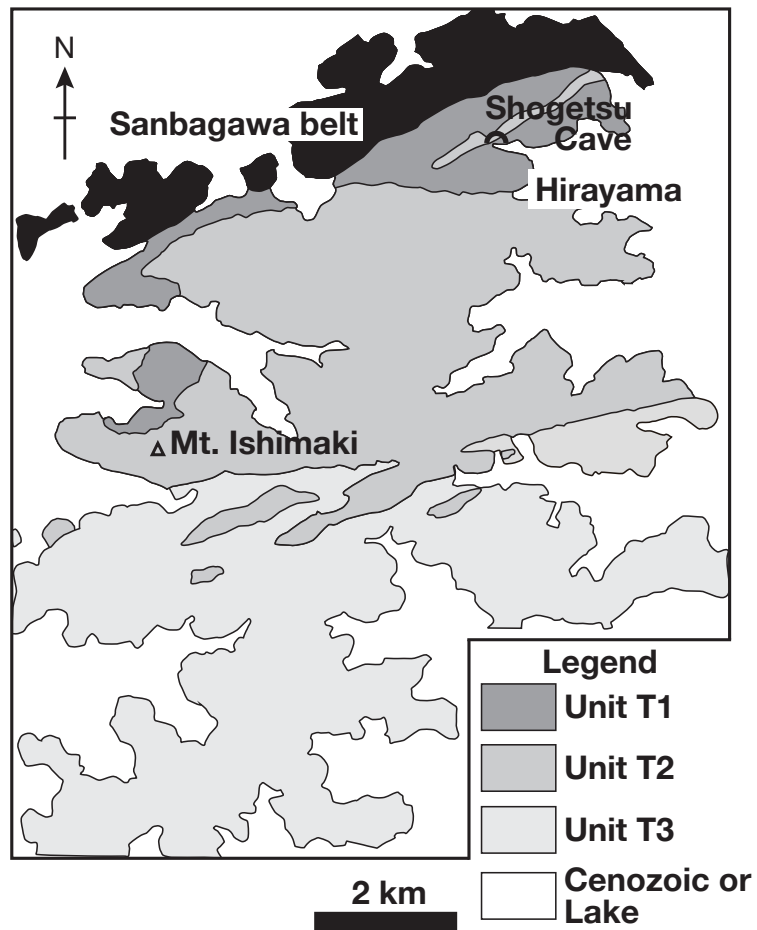 N
Sanbagawa belt
Shogetsu
Cave
Hirayama
Mt. Ishimaki
Legend
Unit T1
Unit T2
Unit T3
Cenozoic or
Lake
2 km